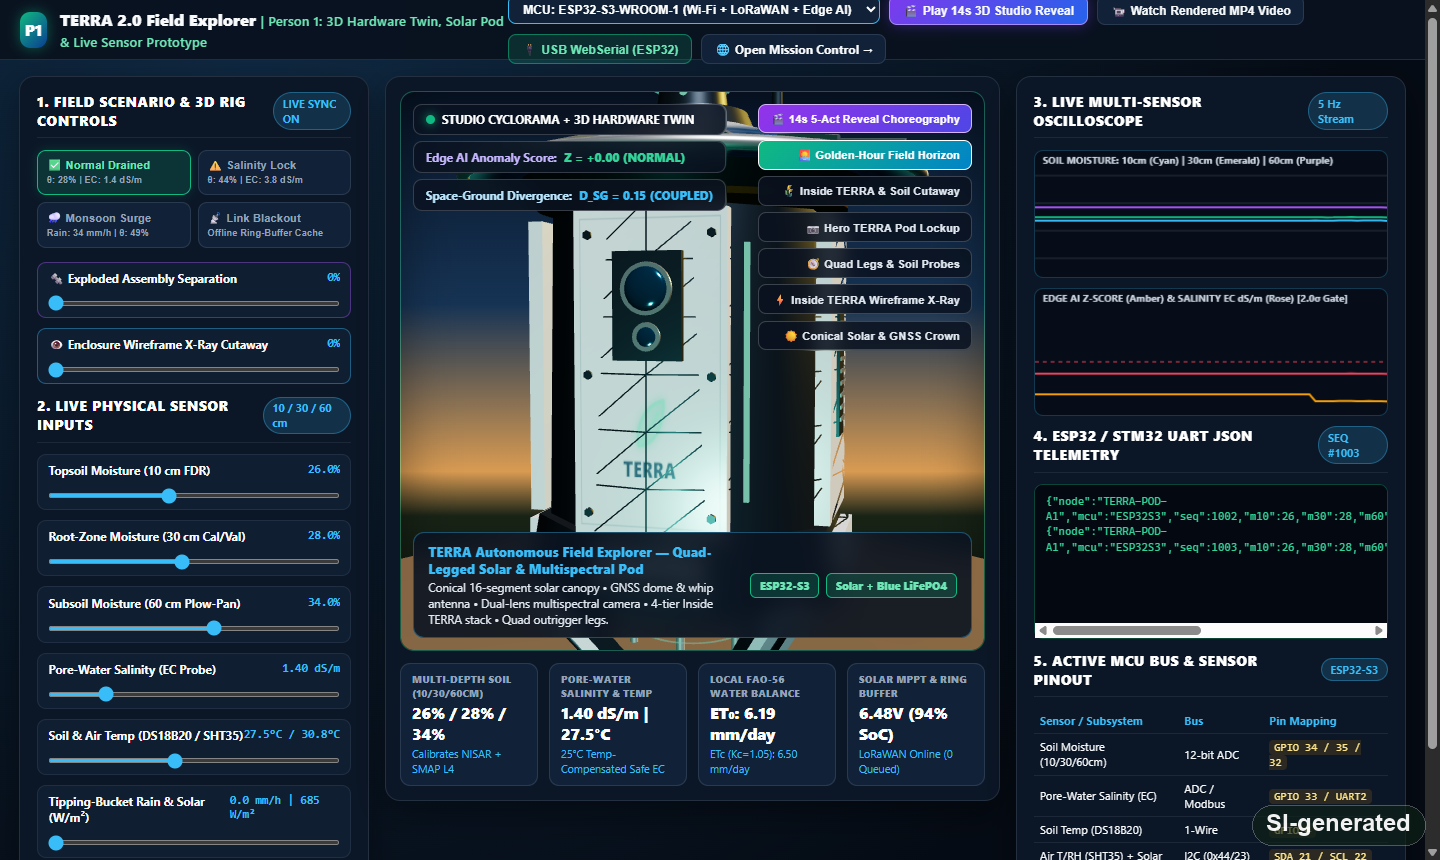 P1
TERRA 2.0 Field Explorer | Person 1: 3D Hardware Twin, Solar Pod
& Live Sensor Prototype
MCU: ESP32-S3-WROOM-1 (Wi-Fi + LoRaWAN + Edge AI)
Play 14s 3D Studio Reveal
Watch Rendered MP4 Video
USB WebSerial (ESP32)
Open Mission Control →
1. FIELD SCENARIO & 3D RIG
CONTROLS
LIVE SYNC
ON
Normal Drained
θ: 28% | EC: 1.4 dS/m
Salinity Lock
θ: 44% | EC: 3.8 dS/m
Monsoon Surge
Rain: 34 mm/h | θ: 49%
Link Blackout
Offline Ring-Buffer Cache
Exploded Assembly Separation
0%
Enclosure Wireframe X-Ray Cutaway
0%
2. LIVE PHYSICAL SENSOR
INPUTS
10 / 30 / 60
cm
Topsoil Moisture (10 cm FDR)
26.0%
Root-Zone Moisture (30 cm Cal/Val)
28.0%
Subsoil Moisture (60 cm Plow-Pan)
34.0%
Pore-Water Salinity (EC Probe)
1.40 dS/m
Soil & Air Temp (DS18B20 / SHT35)
27.5°C / 30.8°C
Tipping-Bucket Rain & Solar
(W/m²)
0.0 mm/h | 685
W/m²
STUDIO CYCLORAMA + 3D HARDWARE TWIN
Edge AI Anomaly Score: Z = +0.00 (NORMAL)
Space-Ground Divergence: D_SG = 0.15 (COUPLED)
14s 5-Act Reveal Choreography
Golden-Hour Field Horizon
Inside TERRA & Soil Cutaway
Hero TERRA Pod Lockup
Quad Legs & Soil Probes
Inside TERRA Wireframe X-Ray
Conical Solar & GNSS Crown
TERRA
TERRA Autonomous Field Explorer — Quad-
Legged Solar & Multispectral Pod
Conical 16-segment solar canopy • GNSS dome & whip
antenna • Dual-lens multispectral camera • 4-tier Inside
TERRA stack • Quad outrigger legs.
ESP32-S3
Solar + Blue LiFePO4
MULTI-DEPTH SOIL
(10/30/60CM)
26% / 28% /
34%
Calibrates NISAR +
SMAP L4
PORE-WATER
SALINITY & TEMP
1.40 dS/m |
27.5°C
25°C Temp-
Compensated Safe EC
LOCAL FAO-56
WATER BALANCE
ET₀: 6.19
mm/day
ETc (Kc=1.05): 6.50
mm/day
SOLAR MPPT & RING
BUFFER
6.48V (94%
SoC)
LoRaWAN Online (0
Queued)
3. LIVE MULTI-SENSOR
OSCILLOSCOPE
5 Hz
Stream
SOIL MOISTURE: 10cm (Cyan) | 30cm (Emerald) | 60cm (Purple)
EDGE AI Z-SCORE (Amber) & SALINITY EC dS/m (Rose) [2.0σ Gate]
4. ESP32 / STM32 UART JSON
TELEMETRY
SEQ
#1003
{"node":"TERRA-POD-
A1","mcu":"ESP32S3","seq":1002,"m10":26,"m30":28,"m60"
{"node":"TERRA-POD-
A1","mcu":"ESP32S3","seq":1003,"m10":26,"m30":28,"m60"
5. ACTIVE MCU BUS & SENSOR
PINOUT
ESP32-S3
Sensor / Subsystem
Bus
Pin Mapping
Soil Moisture
(10/30/60cm)
12-bit ADC
GPIO 34 / 35 /
32
Pore-Water Salinity (EC)
ADC /
Modbus
GPIO 33 / UART2
Soil Temp (DS18B20)
1-Wire
Air T/RH (SHT35) + Solar
I2C (0x44/23)
SDA 21 / SCL 22
SI-generated